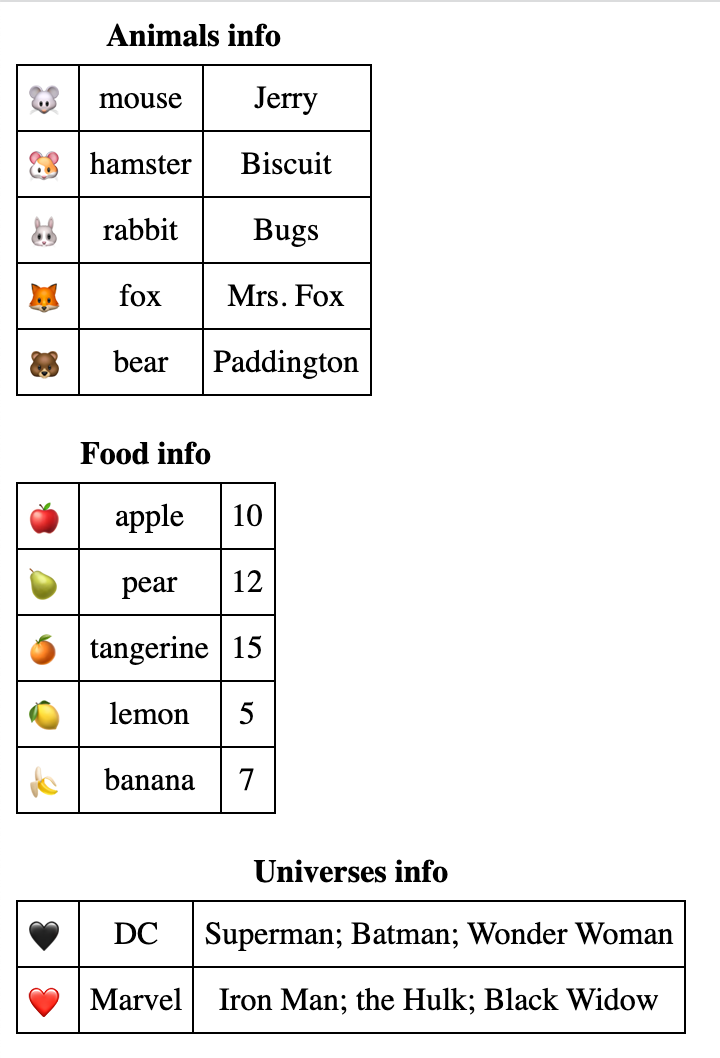 Animals info
🐭 mouse Jerry
🐹 hamster Biscuit
🐰 rabbit Bugs
🦊 fox Mrs. Fox
🐻 bear Paddington
Food info
🍎 apple 10
🍐 pear 12
🍊 tangerine 15
🍋 lemon 5
🍌 banana 7
Universes info
🖤 DC Superman; Batman; Wonder Woman
❤️ Marvel Iron Man; the Hulk; Black Widow